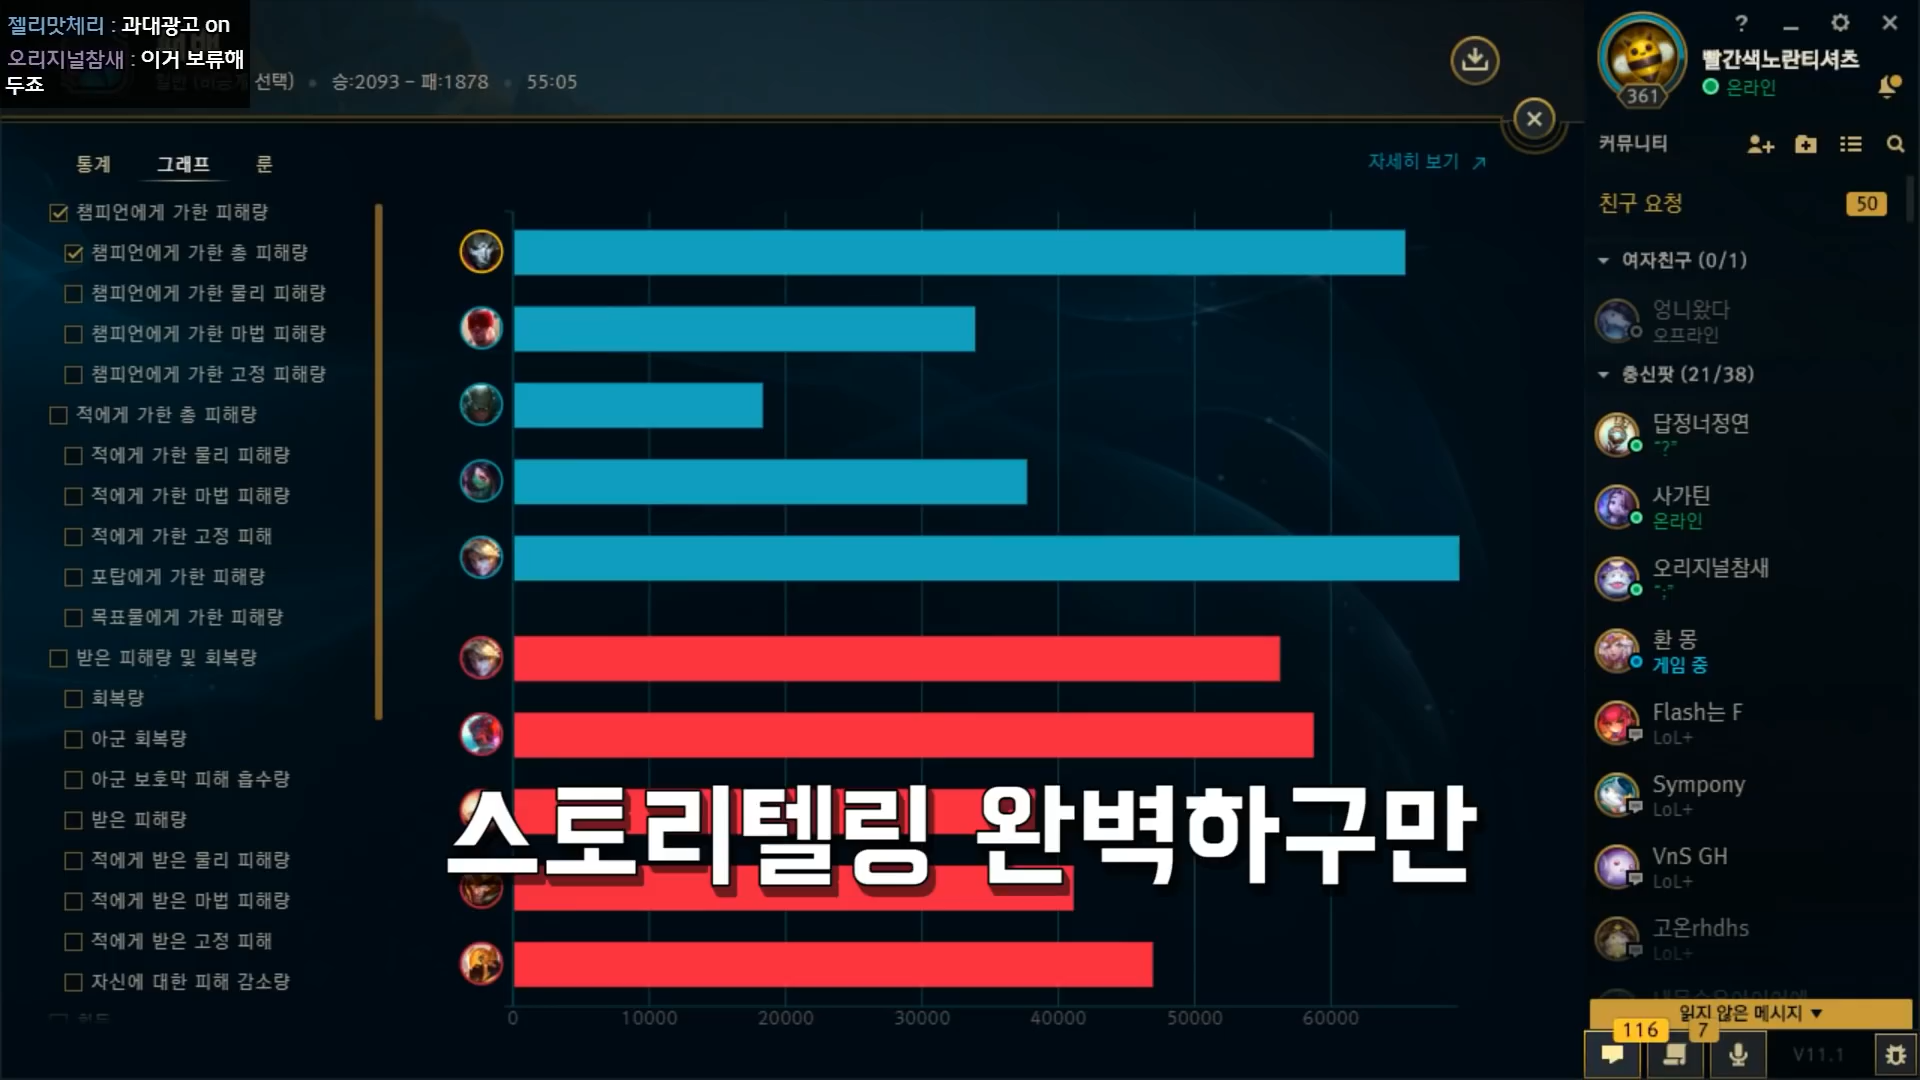 젤리맛체리 : 과대광고 on
오리지널참새 : 이거 보류해
두죠
선택) • 승:2093 – 패:1878 • 55:05
통계 그래프 룬
자세히 보기
챔피언에게 가한 피해량
챔피언에게 가한 총 피해량
챔피언에게 가한 물리 피해량
챔피언에게 가한 마법 피해량
챔피언에게 가한 고정 피해량
적에게 가한 총 피해량
적에게 가한 물리 피해량
적에게 가한 마법 피해량
적에게 가한 고정 피해
포탑에게 가한 피해량
목표물에게 가한 피해량
받은 피해량 및 회복량
회복량
아군 회복량
아군 보호막 피해 흡수량
받은 피해량
적에게 받은 물리 피해량
적에게 받은 마법 피해량
적에게 받은 고정 피해
자신에 대한 피해 감소량
스토리텔링 완벽하구만
0 10000 20000 30000 40000 50000 60000
361
빨간색노란티셔츠
온라인
커뮤니티
친구 요청 50
여자친구 (0/1)
엉니왔다
오프라인
충신팟 (21/38)
답정너정연
"?"
사가틴
온라인
오리지널참새
";"
환 몽
게임 중
Flash는 F
LoL+
Sympony
LoL+
VnS GH
LoL+
고온rhdhs
LoL+
읽지 않은 메시지
116 7
V11.1